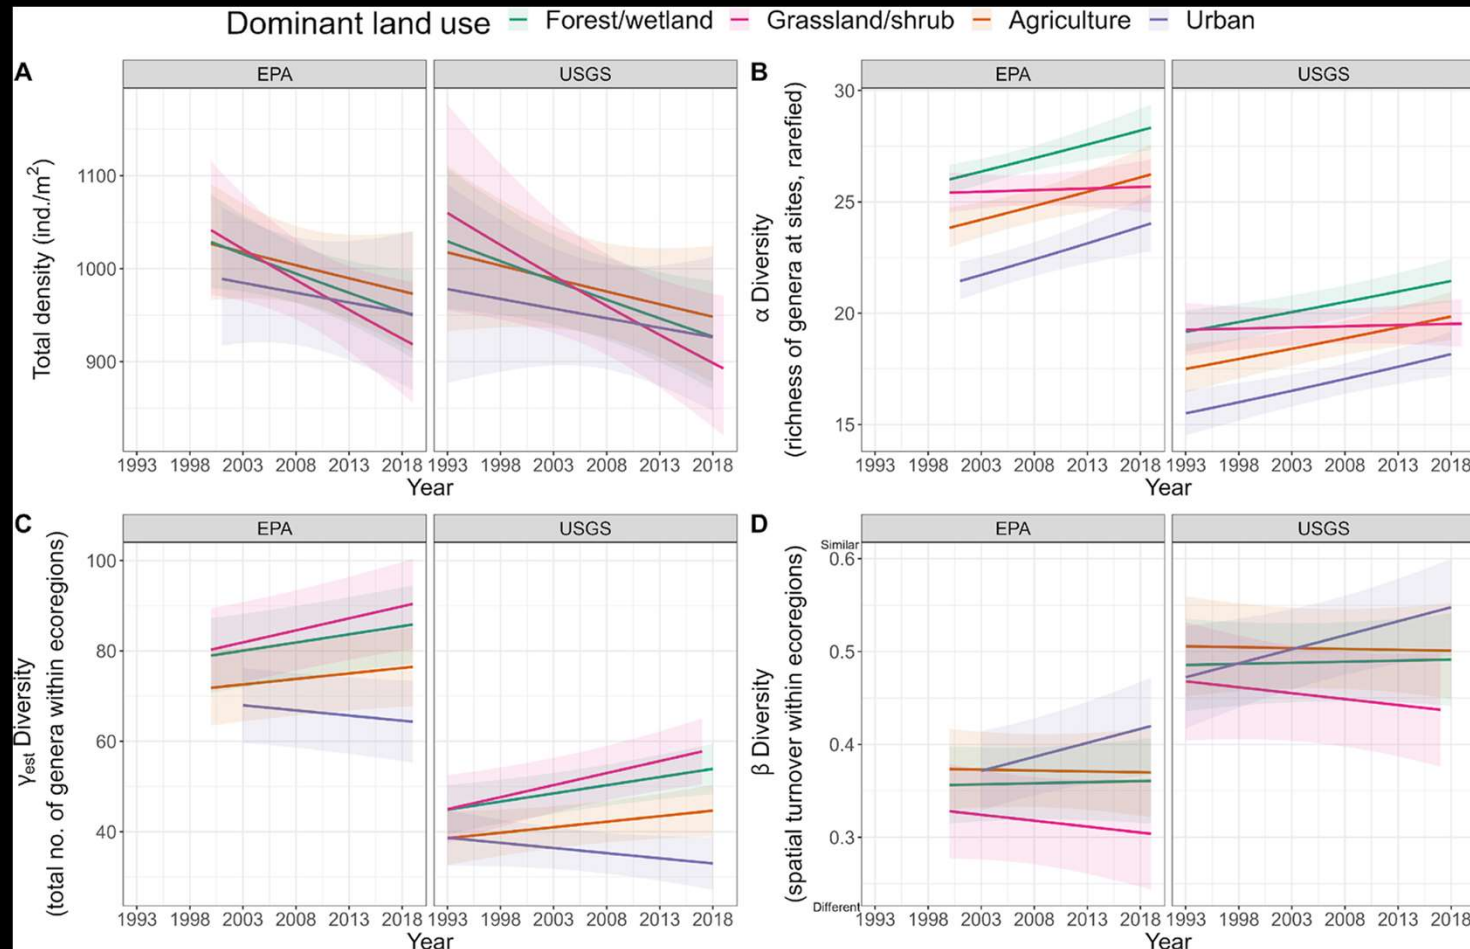 Dominant land use Forest/wetland Grassland/shrub Agriculture Urban
A
EPA USGS
Total density (ind./m²)
1100
1000
900
1993 1998 2003 2008 2013 2018 1993 1998 2003 2008 2013 2018
Year
B
EPA USGS
α Diversity
(richness of genera at sites, rarefied)
30
25
20
15
1993 1998 2003 2008 2013 2018 1993 1998 2003 2008 2013 2018
Year
C
EPA USGS
γest Diversity
(total no. of genera within ecoregions)
100
80
60
40
1993 1998 2003 2008 2013 2018 1993 1998 2003 2008 2013 2018
Year
D
EPA USGS
β Diversity
(spatial turnover within ecoregions)
Similar
0.6
0.5
0.4
0.3
Different
1993 1998 2003 2008 2013 2018 1993 1998 2003 2008 2013 2018
Year